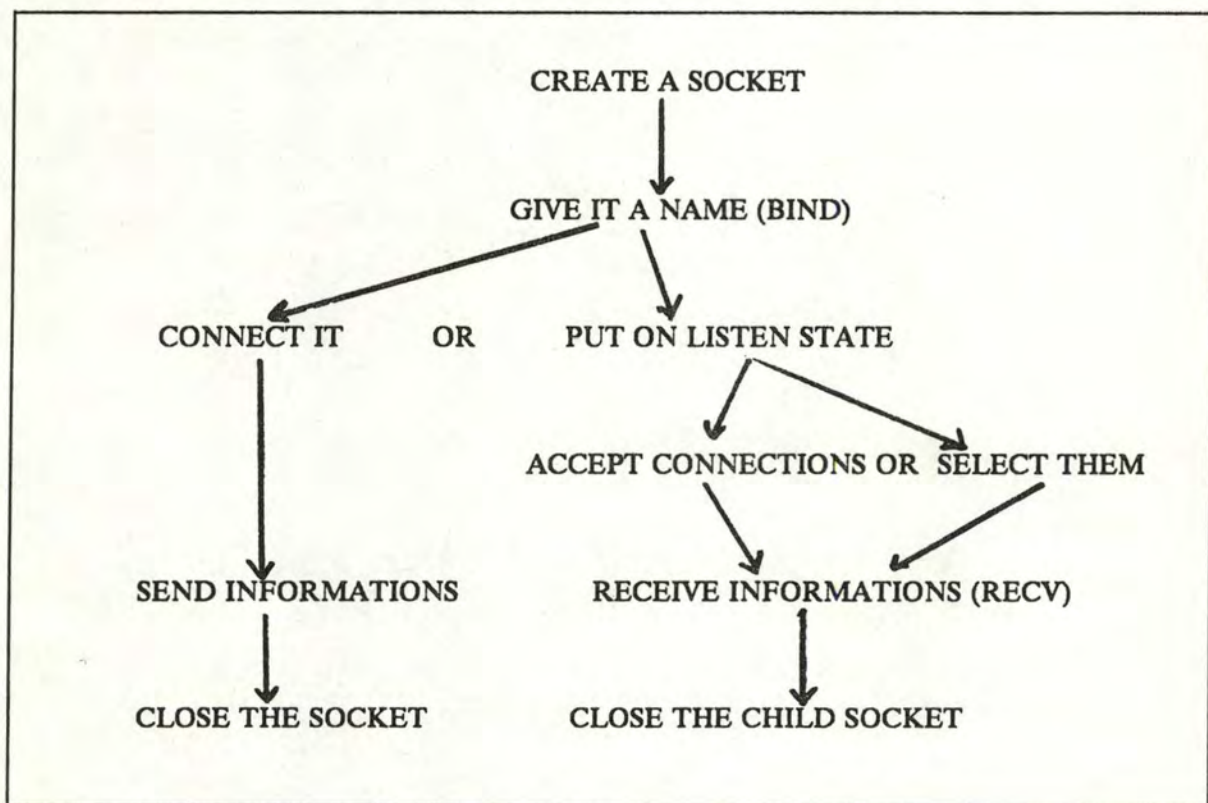 CREATE A SOCKET
GIVE IT A NAME (BIND)
CONNECT IT OR PUT ON LISTEN STATE
ACCEPT CONNECTIONS OR SELECT THEM
SEND INFORMATIONS RECEIVE INFORMATIONS (RECV)
CLOSE THE SOCKET CLOSE THE CHILD SOCKET